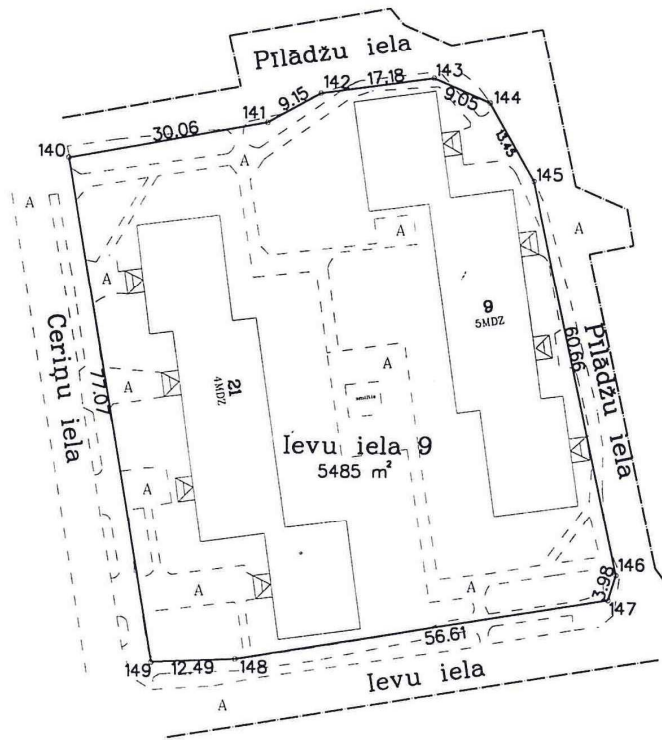 Pīlādžu iela
142
17.18
143
9.15
9.05
144
141
30.06
13.45
140
A
145
A
A
A
A
9
5MDZ
Ceriņu iela
Pīlādžu iela
60.66
21
4MDZ
77.07
A
A
Ievu iela 9
5485 m²
A
A
A
146
3.98
147
56.61
149
12.49
148
Ievu iela
A